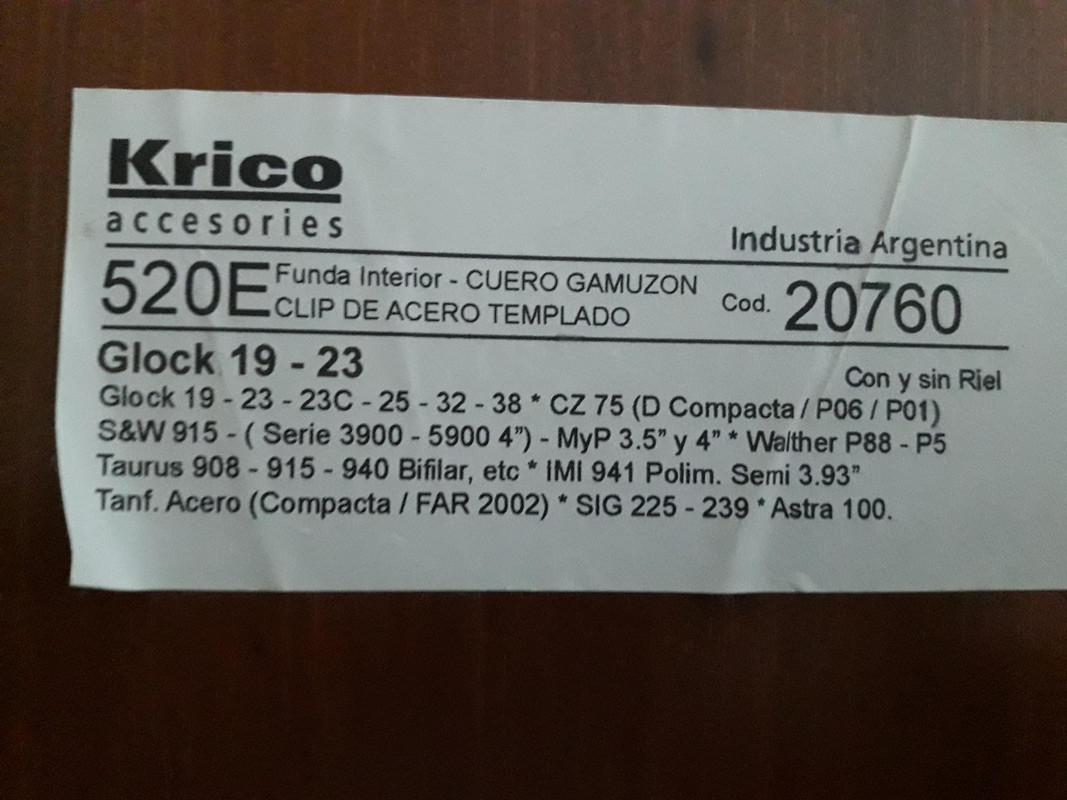 Krico
accesories
Industria Argentina
520E Funda Interior - CUERO GAMUZON
CLIP DE ACERO TEMPLADO
Cod. 20760
Glock 19 - 23
Con y sin Riel
Glock 19 - 23 - 23C - 25 - 32 - 38 * CZ 75 (D Compacta / P06 / P01)
S&W 915 - ( Serie 3900 - 5900 4”) - MyP 3.5” y 4” * Walther P88 - P5
Taurus 908 - 915 - 940 Bifilar, etc * IMI 941 Polim. Semi 3.93”
Tanf. Acero (Compacta / FAR 2002) * SIG 225 - 239 * Astra 100.